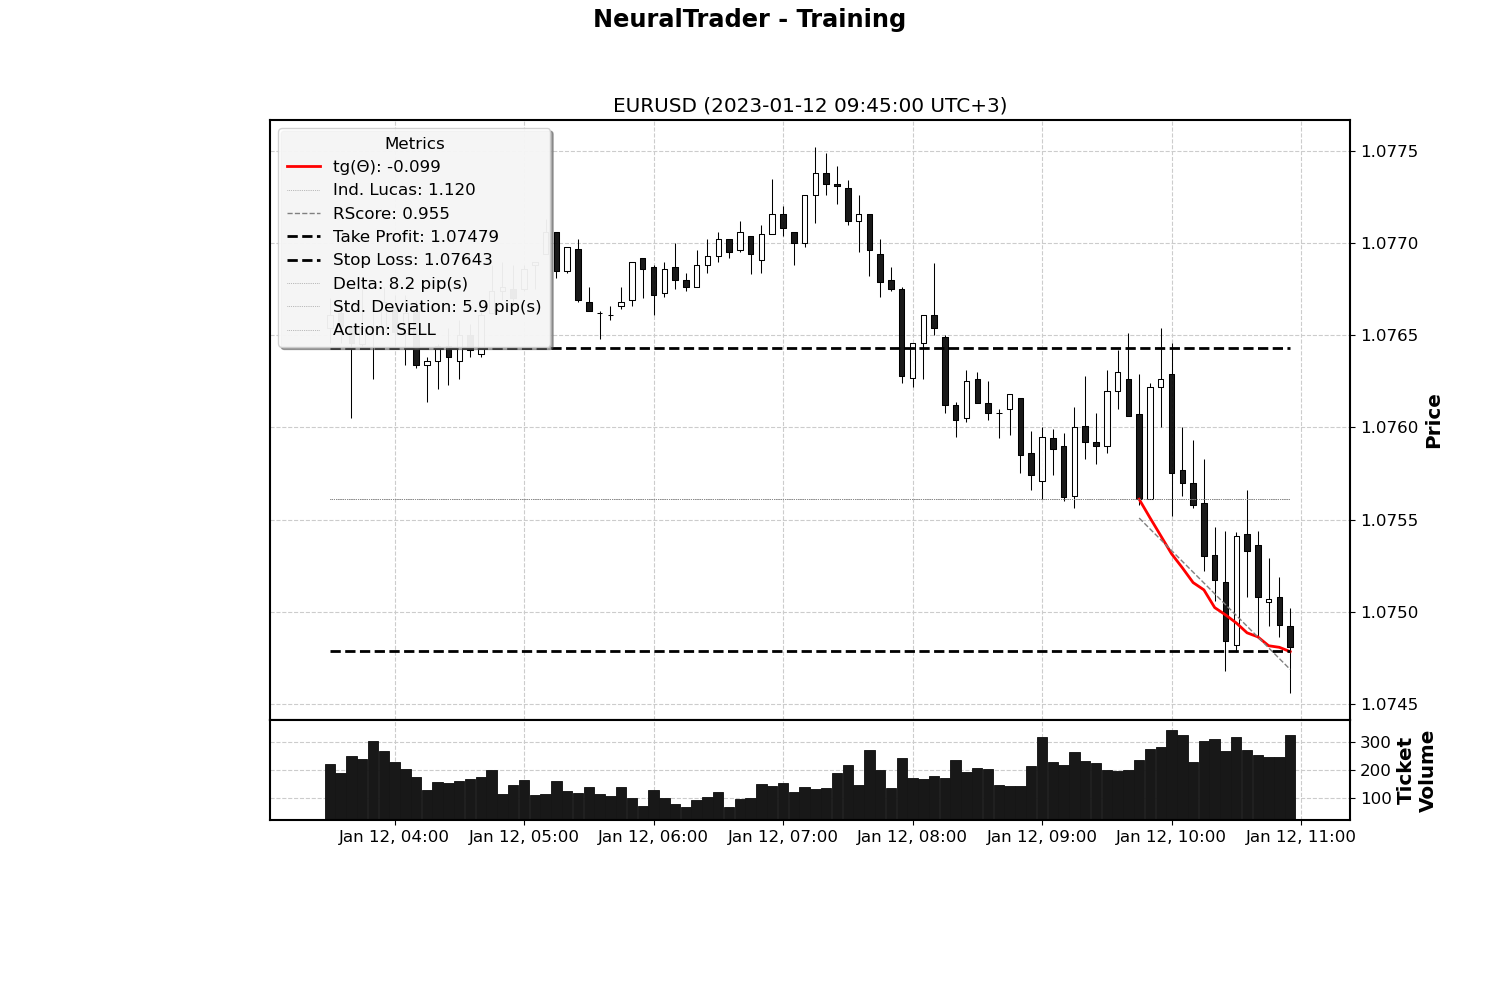 NeuralTrader - Training
EURUSD (2023-01-12 09:45:00 UTC+3)
Metrics
tg(Θ): -0.099
Ind. Lucas: 1.120
RScore: 0.955
Take Profit: 1.07479
Stop Loss: 1.07643
Delta: 8.2 pip(s)
Std. Deviation: 5.9 pip(s)
Action: SELL
1.0775
1.0770
1.0765
1.0760
1.0755
1.0750
1.0745
Price
300
200
100
Ticket
Volume
Jan 12, 04:00
Jan 12, 05:00
Jan 12, 06:00
Jan 12, 07:00
Jan 12, 08:00
Jan 12, 09:00
Jan 12, 10:00
Jan 12, 11:00